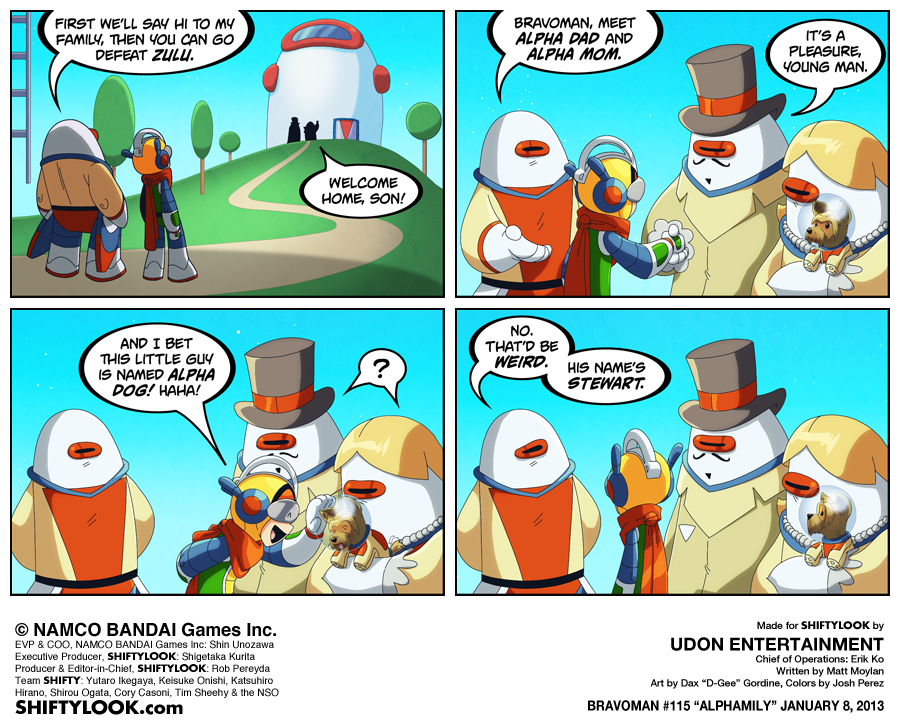 FIRST WE'LL SAY HI TO MY
FAMILY, THEN YOU CAN GO
DEFEAT ZULU.
WELCOME
HOME, SON!
BRAVOMAN, MEET
ALPHA DAD AND
ALPHA MOM.
IT'S A
PLEASURE,
YOUNG MAN.
AND I BET
THIS LITTLE GUY
IS NAMED ALPHA
DOG! HAHA!
?
NO.
THAT'D BE
WEIRD.
HIS NAME'S
STEWART.
© NAMCO BANDAI Games Inc.
EVP & COO, NAMCO BANDAI Games Inc: Shin Unozawa
Executive Producer, SHIFTYLOOK: Shigetaka Kurita
Producer & Editor-in-Chief, SHIFTYLOOK: Rob Pereyda
Team SHIFTY: Yutaro Ikegaya, Keisuke Onishi, Katsuhiro
Hirano, Shirou Ogata, Cory Casoni, Tim Sheehy & the NSO
SHIFTYLOOK.com
Made for SHIFTYLOOK by
UDON ENTERTAINMENT
Chief of Operations: Erik Ko
Written by Matt Moylan
Art by Dax "D-Gee" Gordine, Colors by Josh Perez
BRAVOMAN #115 "ALPHAMILY" JANUARY 8, 2013